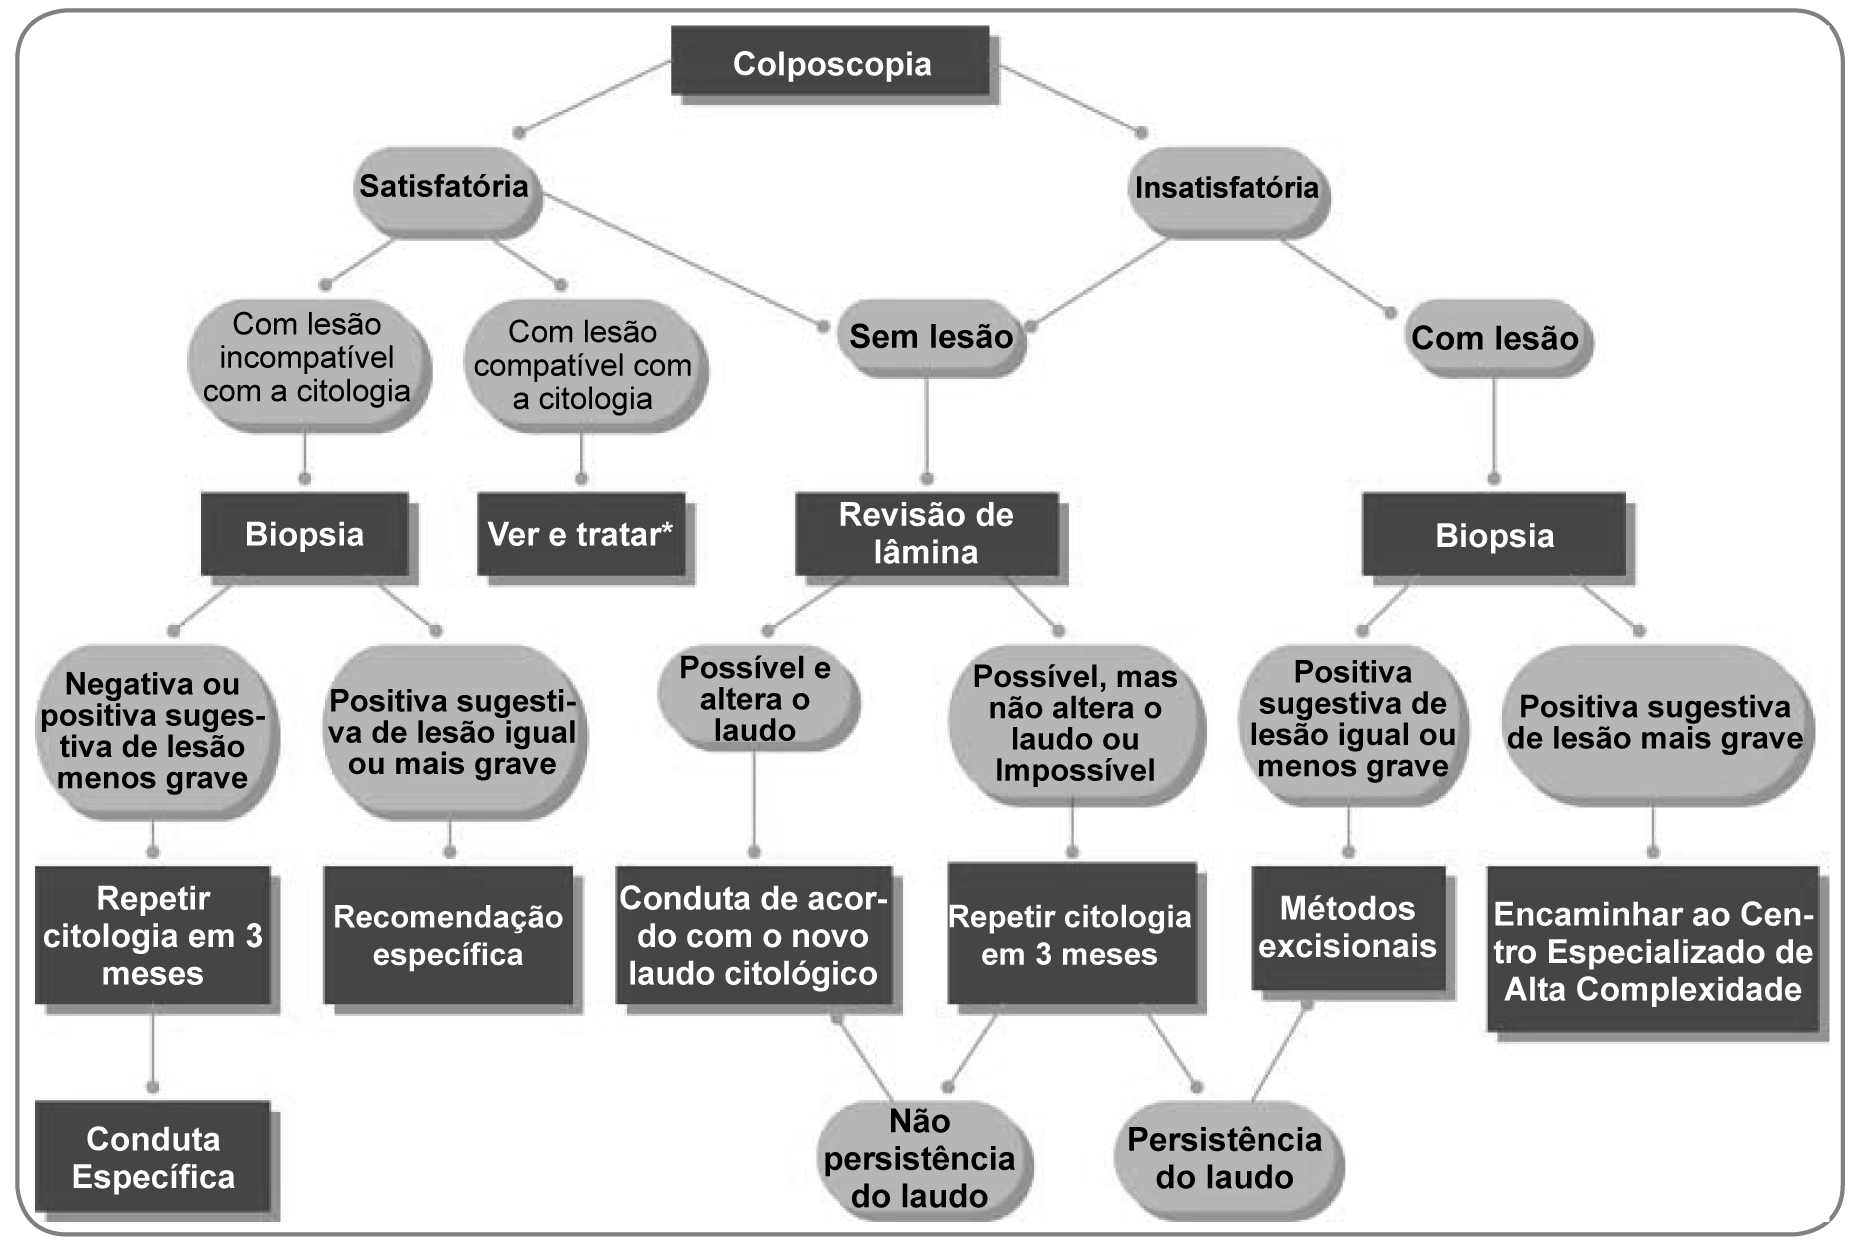 Colposcopia
Satisfatória
Insatisfatória
Com lesão
incompatível
com a citologia
Com lesão
compatível com
a citologia
Sem lesão
Com lesão
Biopsia
Ver e tratar*
Revisão de
lâmina
Biopsia
Negativa ou
positiva suges-
tiva de lesão
menos grave
Positiva sugesti-
va de lesão igual
ou mais grave
Possível e
altera o
laudo
Possível, mas
não altera o
laudo ou
Impossível
Positiva
sugestiva de
lesão igual ou
menos grave
Positiva sugestiva
de lesão mais grave
Repetir
citologia em 3
meses
Recomendação
específica
Conduta de acor-
do com o novo
laudo citológico
Repetir citologia
em 3 meses
Métodos
excisionais
Encaminhar ao Cen-
tro Especializado de
Alta Complexidade
Conduta
Específica
Não
persistência
do laudo
Persistência
do laudo